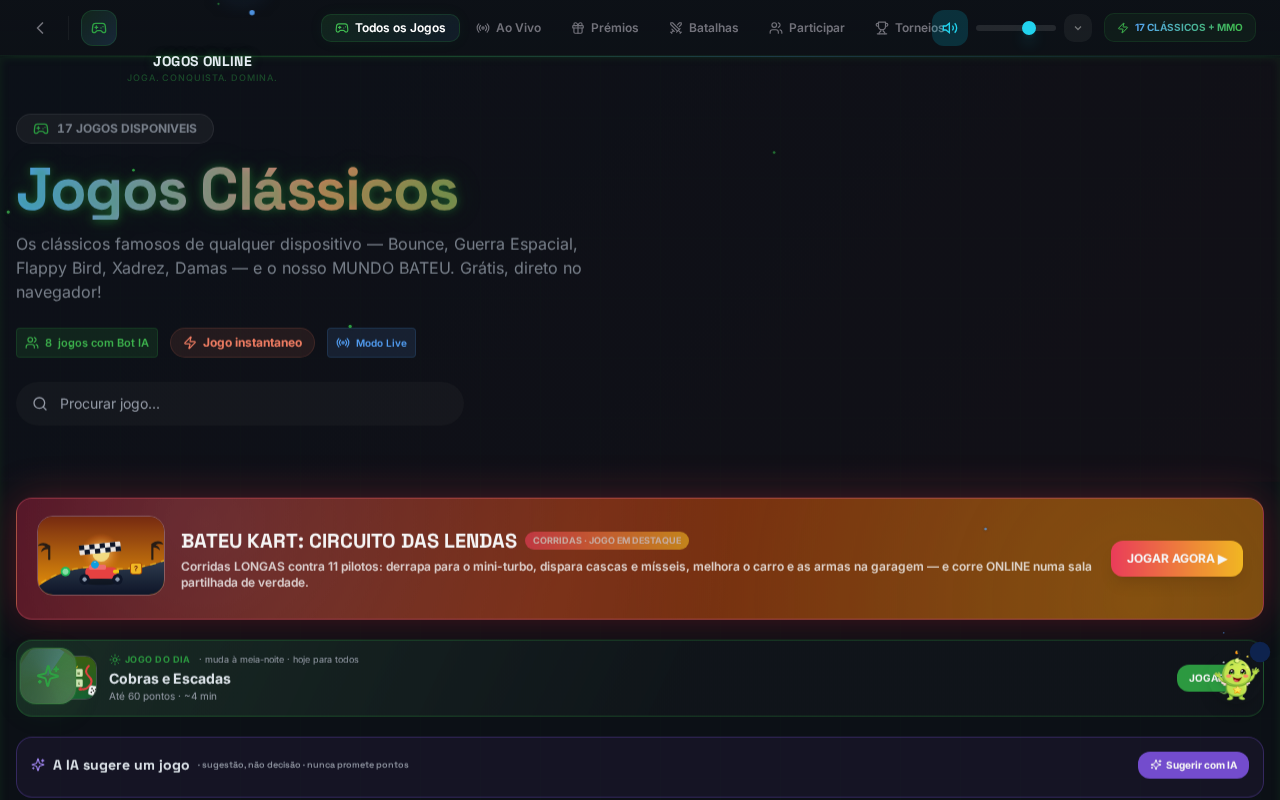 Todos os Jogos
Ao Vivo
Prémios
Batalhas
Participar
Torneios
17 CLÁSSICOS + MMO
JOGOS ONLINE
JOGA. CONQUISTA. DOMINA.
17 JOGOS DISPONIVEIS
Jogos Clássicos
Os clássicos famosos de qualquer dispositivo — Bounce, Guerra Espacial,
Flappy Bird, Xadrez, Damas — e o nosso MUNDO BATEU. Grátis, direto no
navegador!
8 jogos com Bot IA
Jogo instantaneo
Modo Live
Procurar jogo...
BATEU KART: CIRCUITO DAS LENDAS
CORRIDAS · JOGO EM DESTAQUE
Corridas LONGAS contra 11 pilotos: derrapa para o mini-turbo, dispara cascas e mísseis, melhora o carro e as armas na garagem — e corre ONLINE numa sala
partilhada de verdade.
JOGAR AGORA ▶
JOGO DO DIA · muda à meia-noite · hoje para todos
Cobras e Escadas
Até 60 pontos · ~4 min
A IA sugere um jogo · sugestão, não decisão · nunca promete pontos
Sugerir com IA